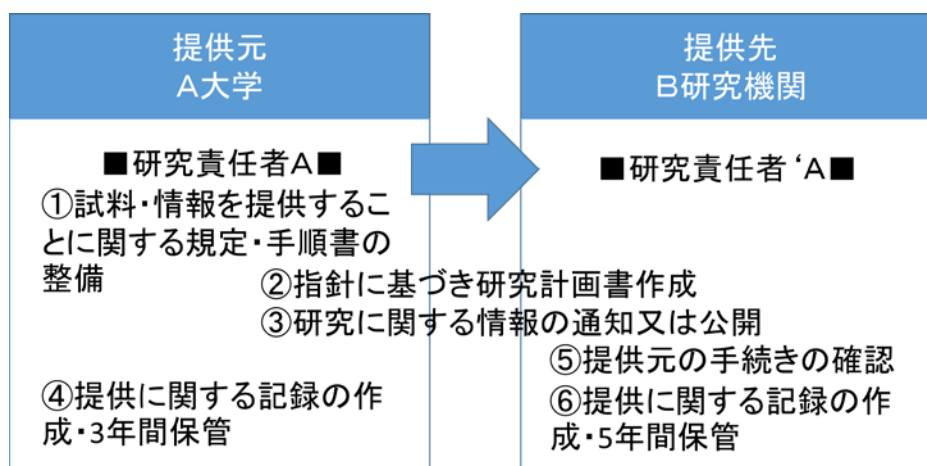 提供元
A大学
提供先
B研究機関
■研究責任者A■
①試料・情報を提供するこ
とに関する規定・手順書の
整備
■研究責任者‘A■
②指針に基づき研究計画書作成
③研究に関する情報の通知又は公開
⑤提供元の手続きの確認
④提供に関する記録の作
成・3年間保管
⑥提供に関する記録の作
成・5年間保管